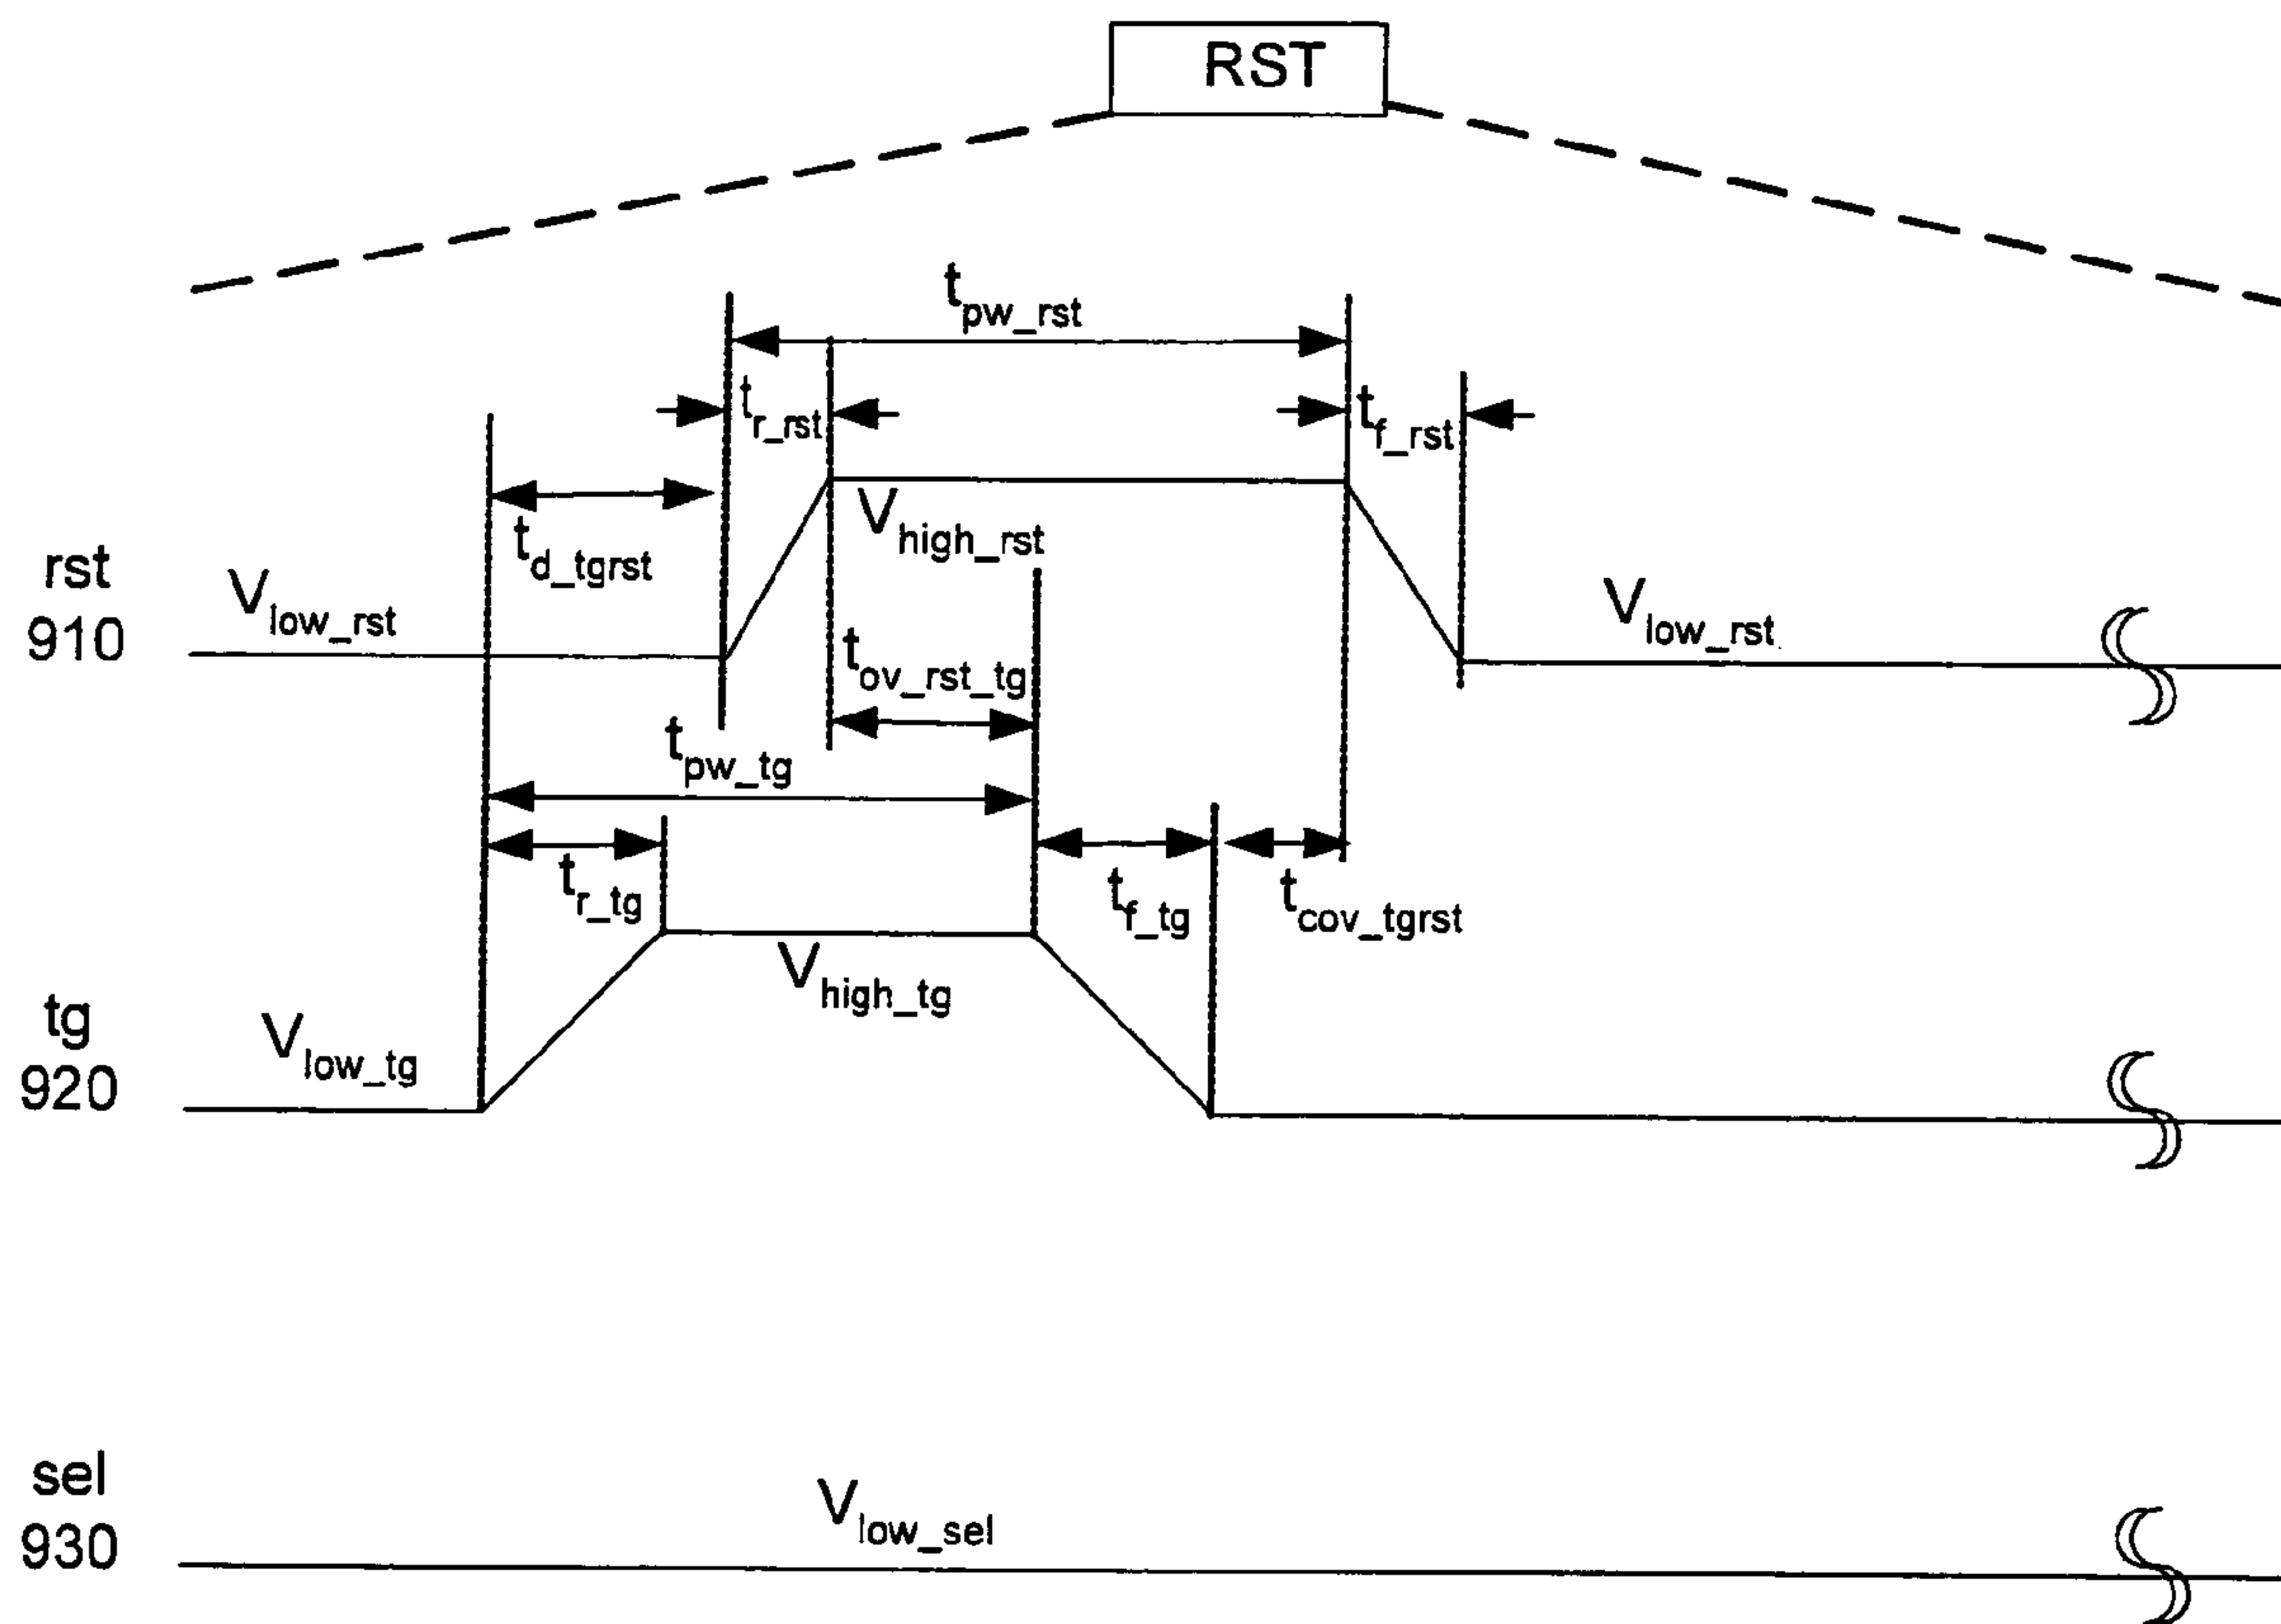 RST
t_pw_rst
t_r_rst
t_f_rst
t_d_tgrst
V_high_rst
rst
910
V_low_rst
V_low_rst
t_ov_rst_tg
t_pw_tg
t_r_tg
t_f_tg
t_cov_tgrst
V_high_tg
tg
920
V_low_tg
sel
930
V_low_sel